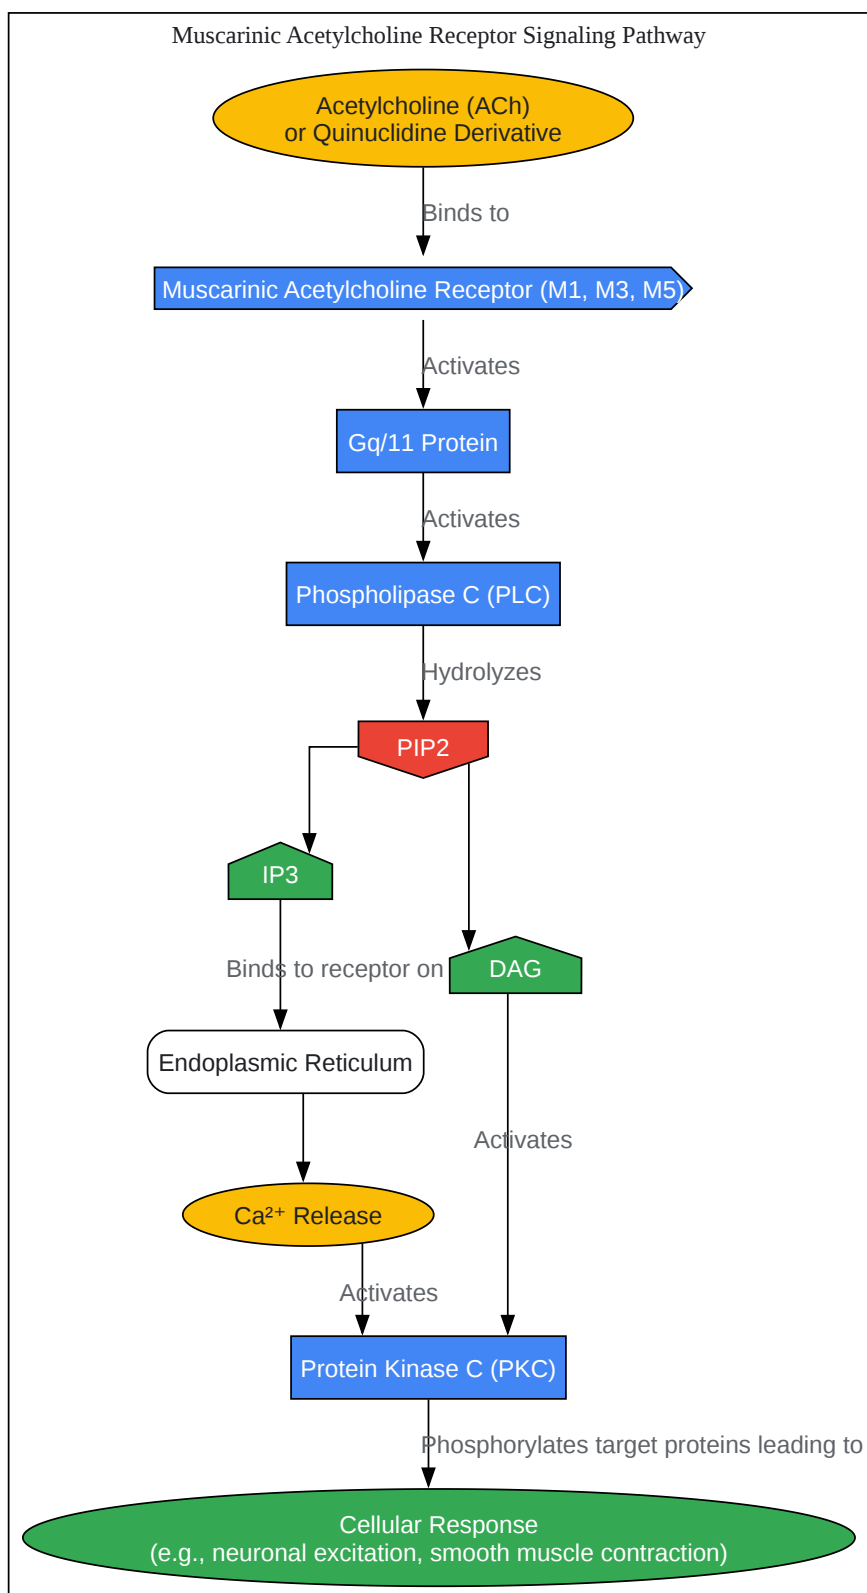 Muscarinic Acetylcholine Receptor Signaling Pathway
Acetylcholine (ACh)
or Quinuclidine Derivative
Binds to
Muscarinic Acetylcholine Receptor (M1, M3, M5)
Activates
Gq/11 Protein
Activates
Phospholipase C (PLC)
Hydrolyzes
PIP2
IP3
Binds to receptor on
DAG
Endoplasmic Reticulum
Activates
Ca²⁺ Release
Activates
Protein Kinase C (PKC)
Phosphorylates target proteins leading to
Cellular Response
(e.g., neuronal excitation, smooth muscle contraction)